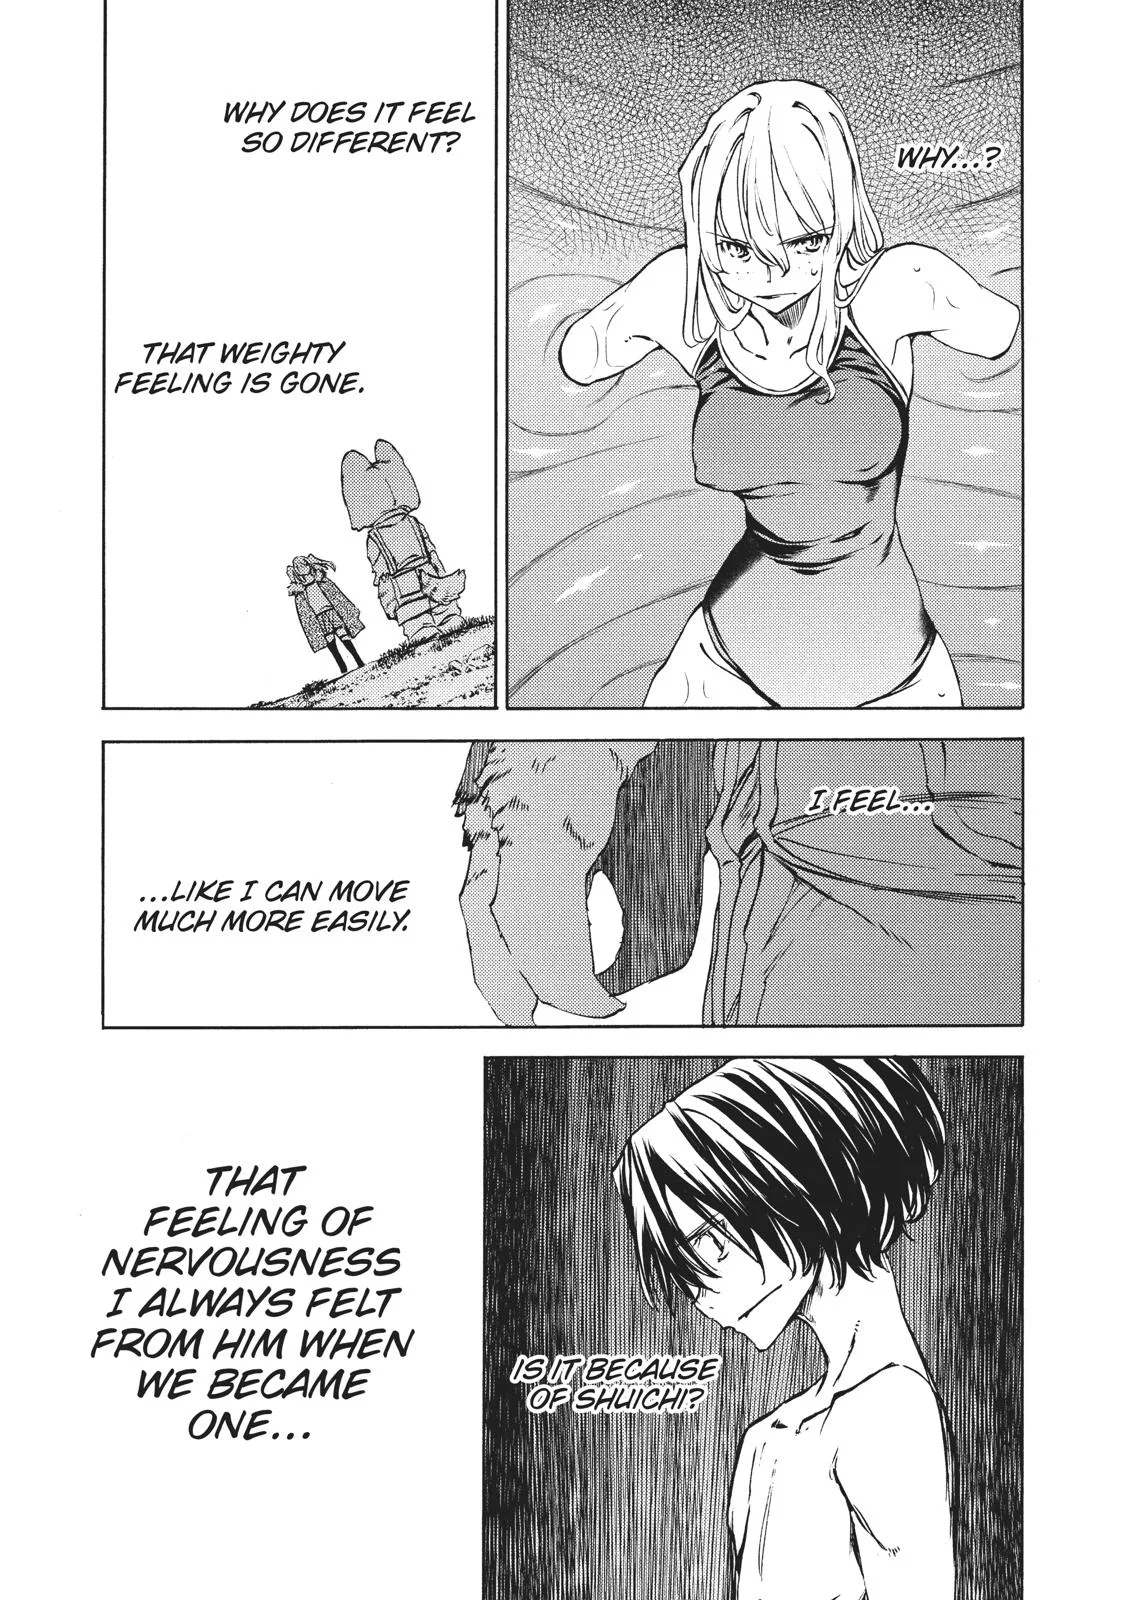 WHY...?
WHY DOES IT FEEL
SO DIFFERENT?
THAT WEIGHTY
FEELING IS GONE.
I FEEL...
...LIKE I CAN MOVE
MUCH MORE EASILY.
IS IT BECAUSE
OF SHUICHI?
THAT
FEELING OF
NERVOUSNESS
I ALWAYS FELT
FROM HIM WHEN
WE BECAME
ONE...